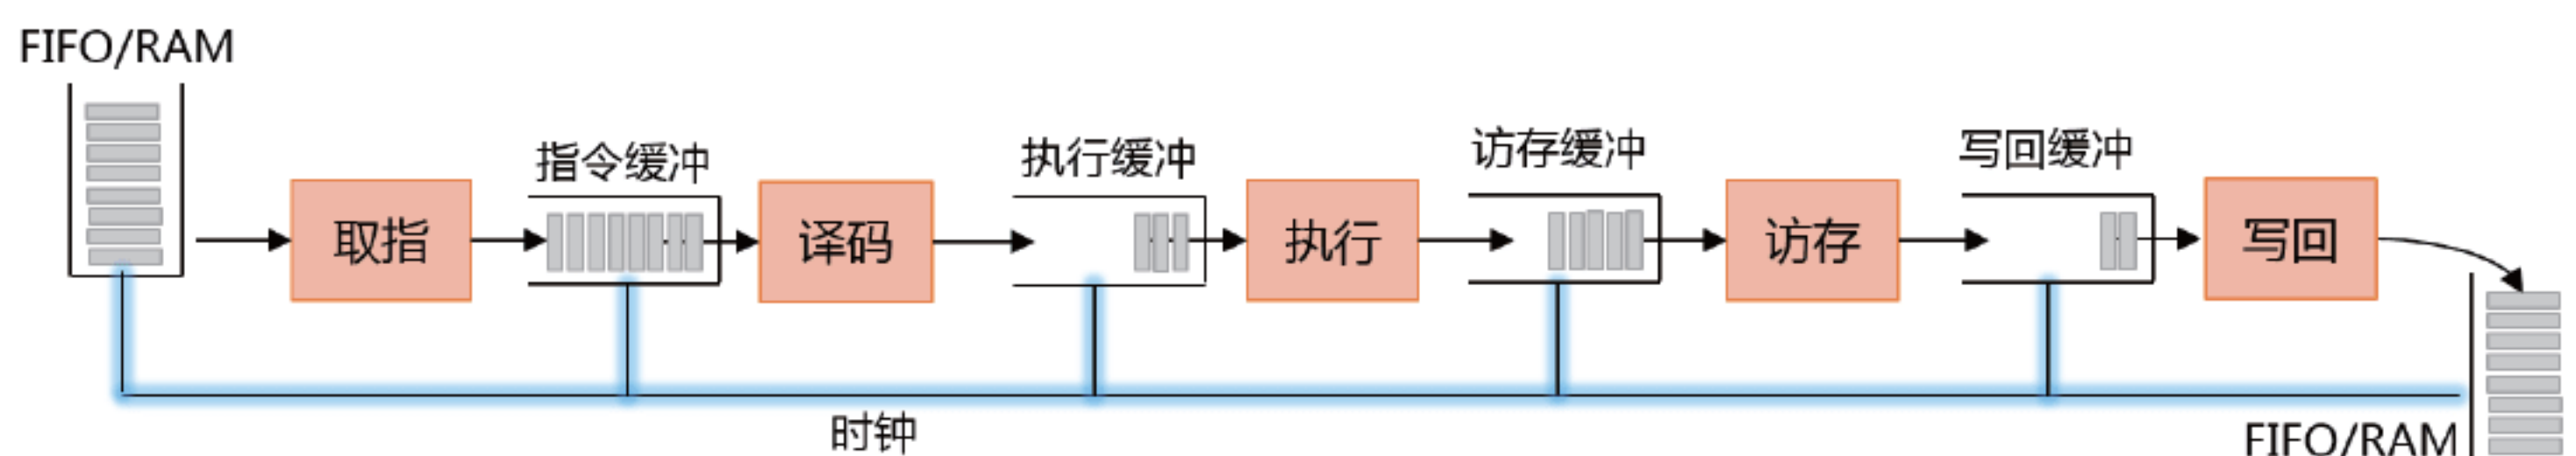 FIFO/RAM
取指
指令缓冲
译码
执行缓冲
执行
访存缓冲
访存
写回缓冲
写回
时钟
FIFO/RAM